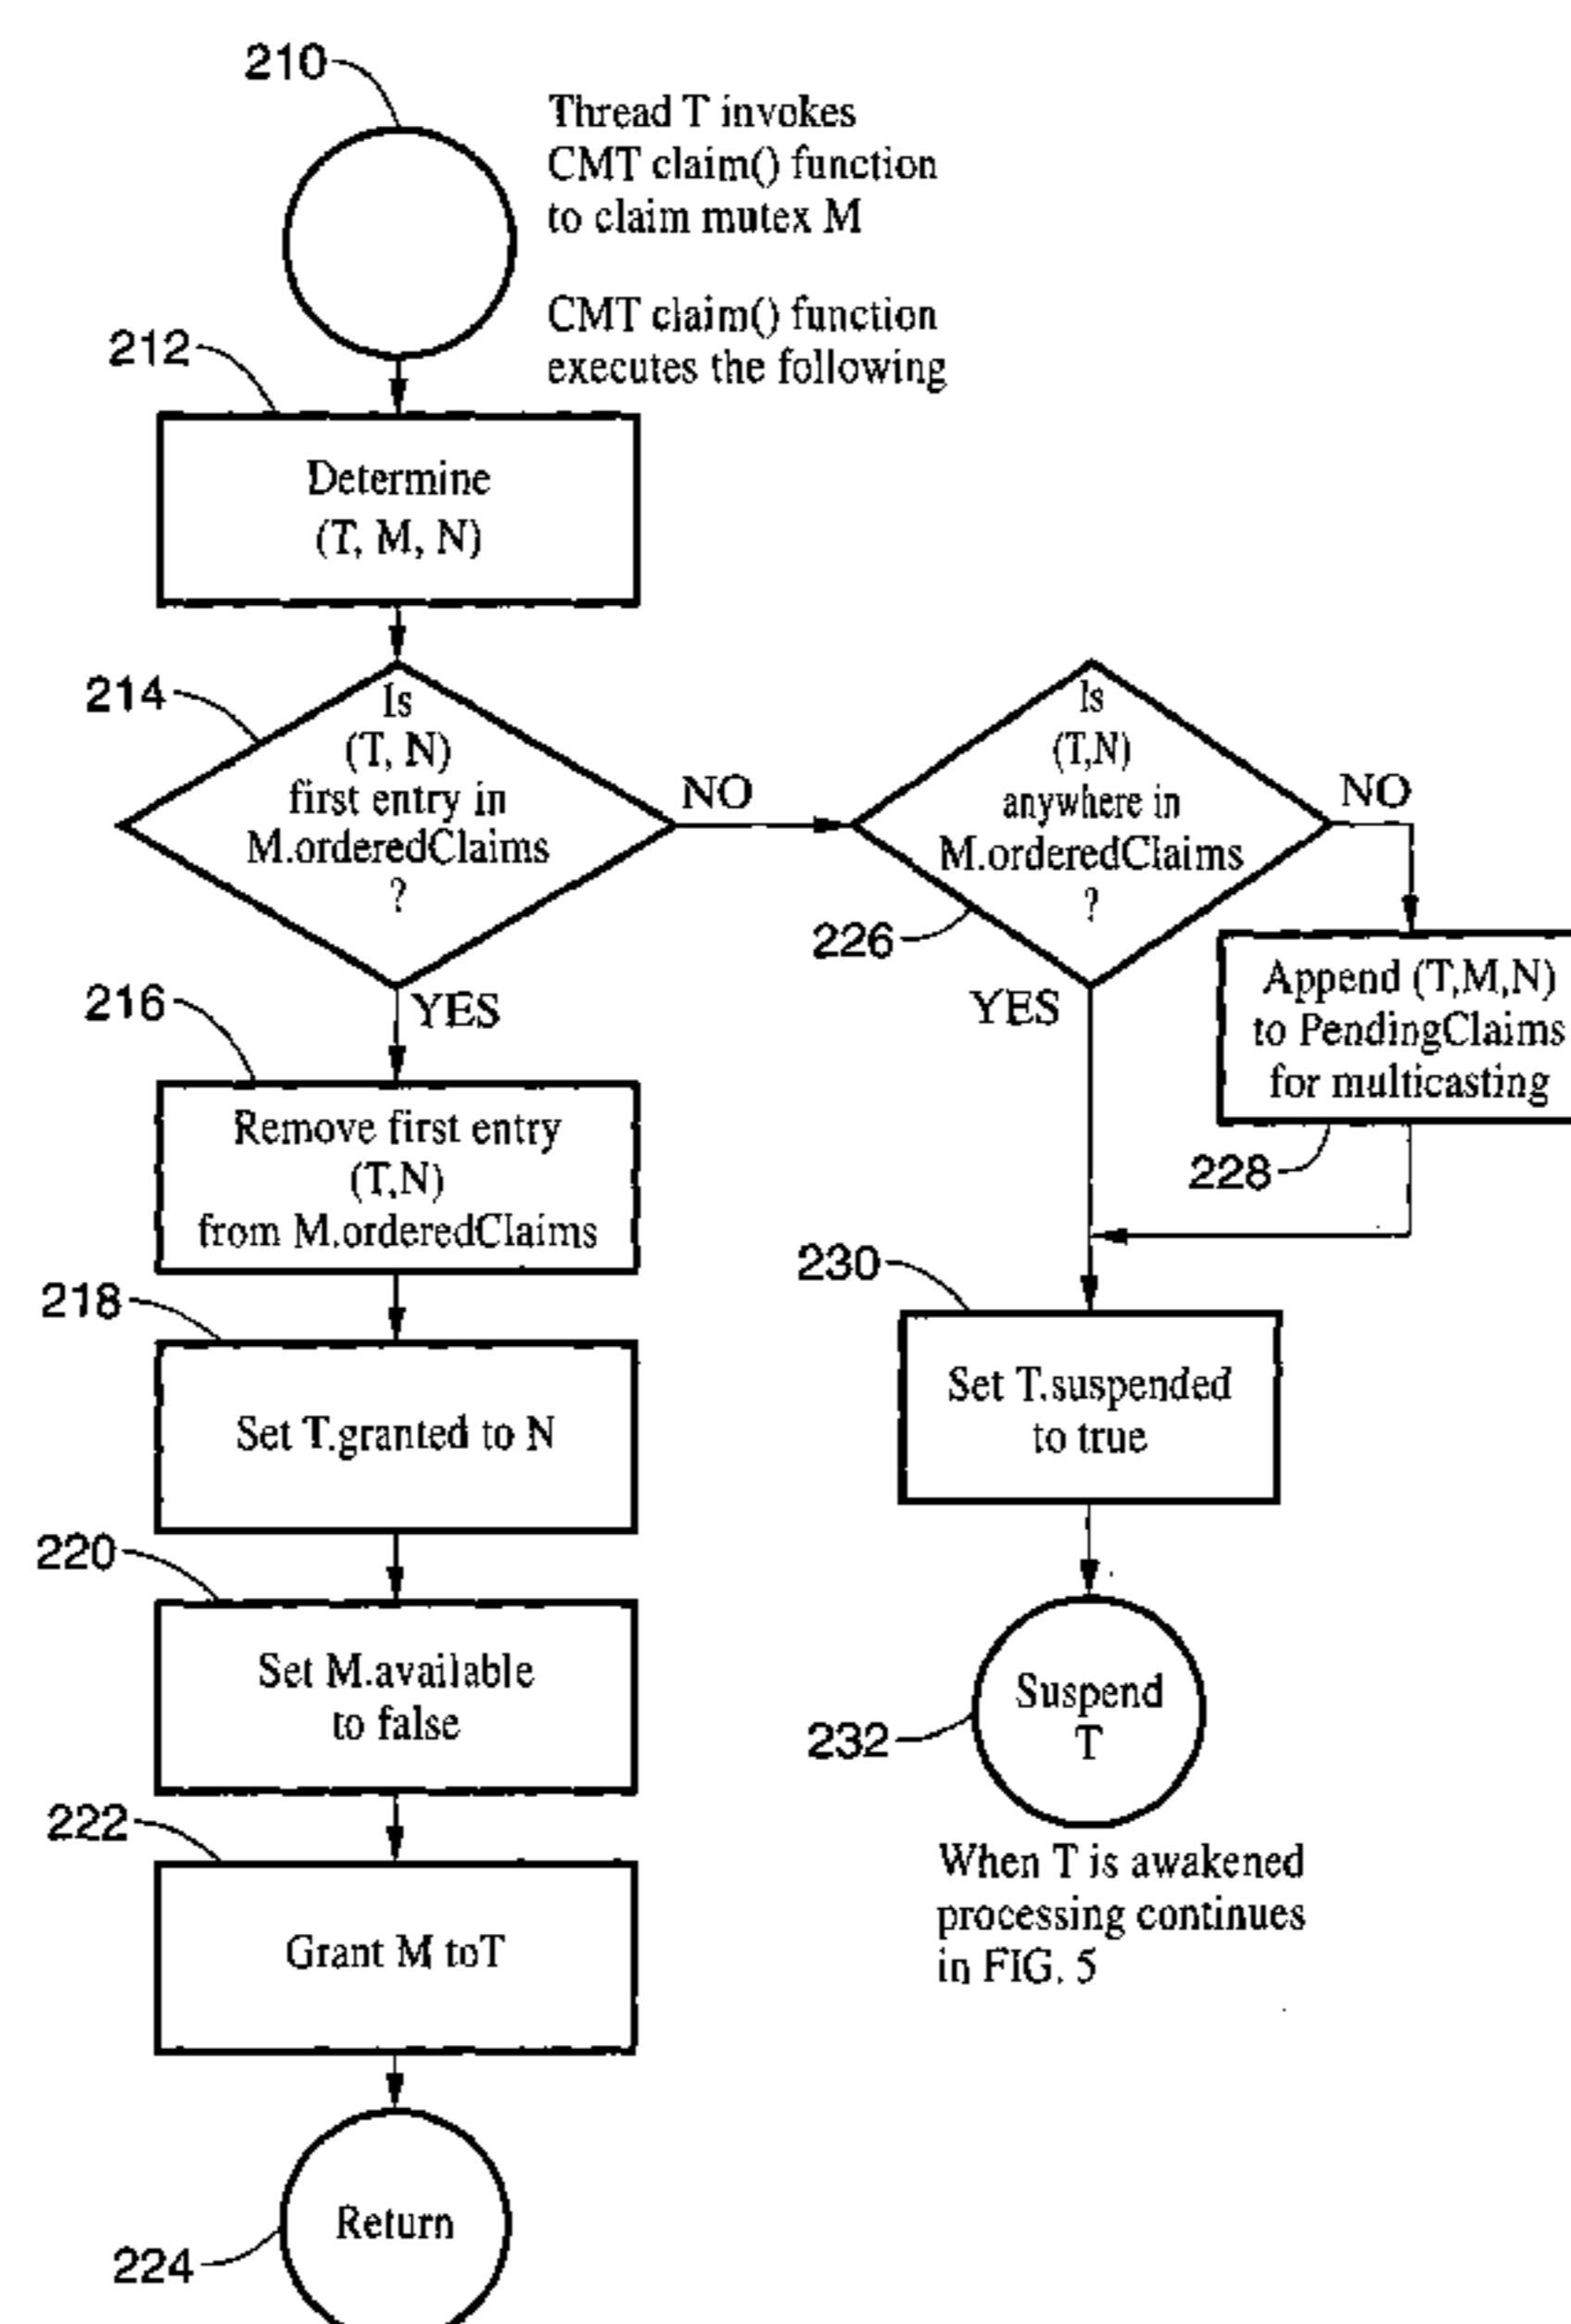 210
Thread T invokes
CMT claim() function
to claim mutex M
CMT claim() function
executes the following
212
Determine
(T, M, N)
214
Is
(T, N)
first entry in
M.orderedClaims
?
NO
YES
Is
(T,N)
anywhere in
M.orderedClaims
?
NO
226
YES
Append (T,M,N)
to PendingClaims
for multicasting
228
216
Remove first entry
(T,N)
from M.orderedClaims
218
Set T.granted to N
230
Set T.suspended
to true
220
Set M.available
to false
232
Suspend
T
When T is awakened
processing continues
in FIG. 5
222
Grant M toT
Return
224